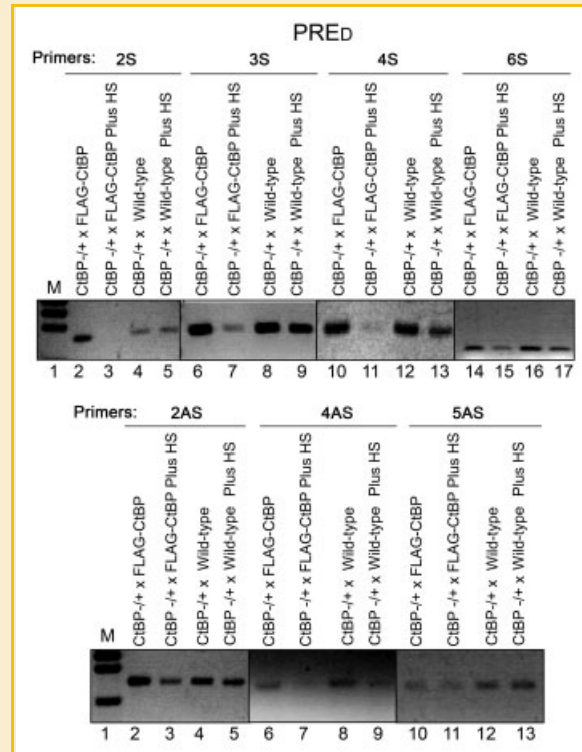 PRED
Primers: 2S 3S 4S 6S
CtBP-/+ x FLAG-CtBP
CtBP -/+ x FLAG-CtBP Plus HS
CtBP-/+ x Wild-type
CtBP -/+ x Wild-type Plus HS
CtBP-/+ x FLAG-CtBP
CtBP -/+ x FLAG-CtBP Plus HS
CtBP-/+ x Wild-type
CtBP -/+ x Wild-type Plus HS
CtBP-/+ x FLAG-CtBP
CtBP -/+ x FLAG-CtBP Plus HS
CtBP-/+ x Wild-type
CtBP -/+ x Wild-type Plus HS
CtBP-/+ x FLAG-CtBP
CtBP -/+ x FLAG-CtBP Plus HS
CtBP-/+ x Wild-type
CtBP -/+ x Wild-type Plus HS
M
1 2 3 4 5 6 7 8 9 10 11 12 13 14 15 16 17
Primers: 2AS 4AS 5AS
CtBP-/+ x FLAG-CtBP
CtBP -/+ x FLAG-CtBP Plus HS
CtBP-/+ x Wild-type
CtBP -/+ x Wild-type Plus HS
CtBP-/+ x FLAG-CtBP
CtBP -/+ x FLAG-CtBP Plus HS
CtBP-/+ x Wild-type
CtBP -/+ x Wild-type Plus HS
CtBP-/+ x FLAG-CtBP
CtBP -/+ x FLAG-CtBP Plus HS
CtBP-/+ x Wild-type
CtBP -/+ x Wild-type Plus HS
M
1 2 3 4 5 6 7 8 9 10 11 12 13